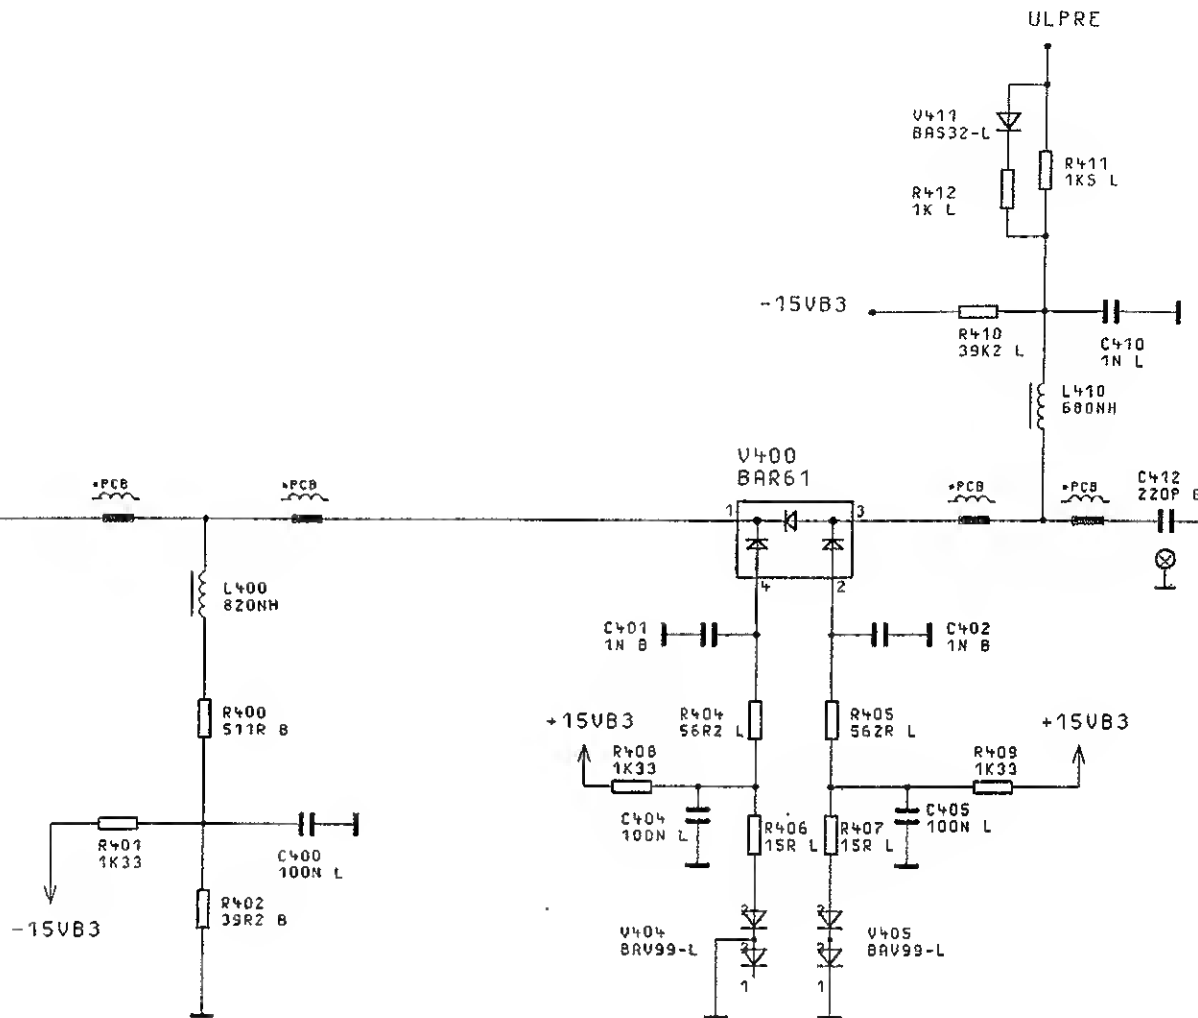 ULPRE
V411
BAS32-L
R411
1K5 L
R412
1K L
-15VB3
R410
39K2 L
C410
1N L
L410
680NH
V400
BAR61
*PCB
*PCB
*PCB
*PCB
C412
220P
1
3
4
2
L400
820NH
C401
1N B
C402
1N B
R400
511R B
+15VB3
R404
56R2 L
R405
562R L
+15VB3
R408
1K33
R409
1K33
C404
100N L
R406
15R L
R407
15R L
C405
100N L
R401
1K33
C400
100N L
-15VB3
R402
39R2 B
V404
BRV99-L
1
1
V405
BAV99-L